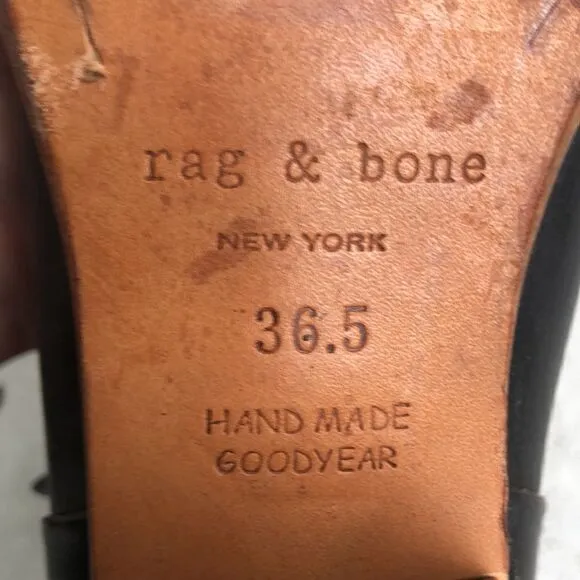 rag & bone
NEW YORK
36.5
HAND MADE
GOODYEAR